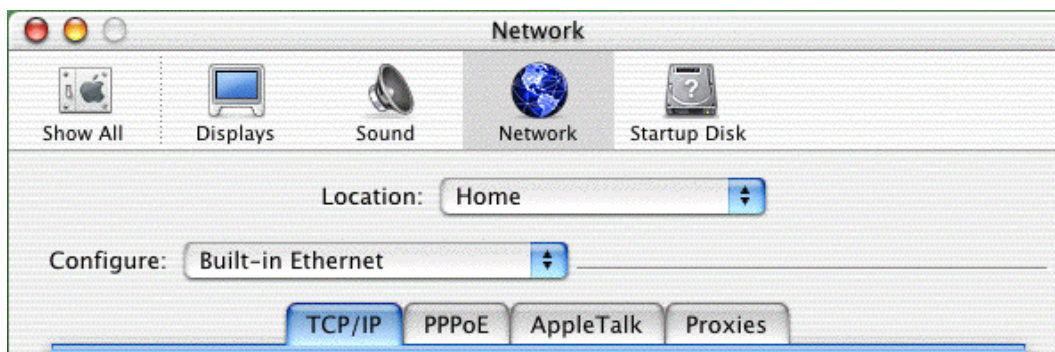 Network
Show All Displays Sound Network Startup Disk
Location: Home
Configure: Built-in Ethernet
TCP/IP PPPoE AppleTalk Proxies